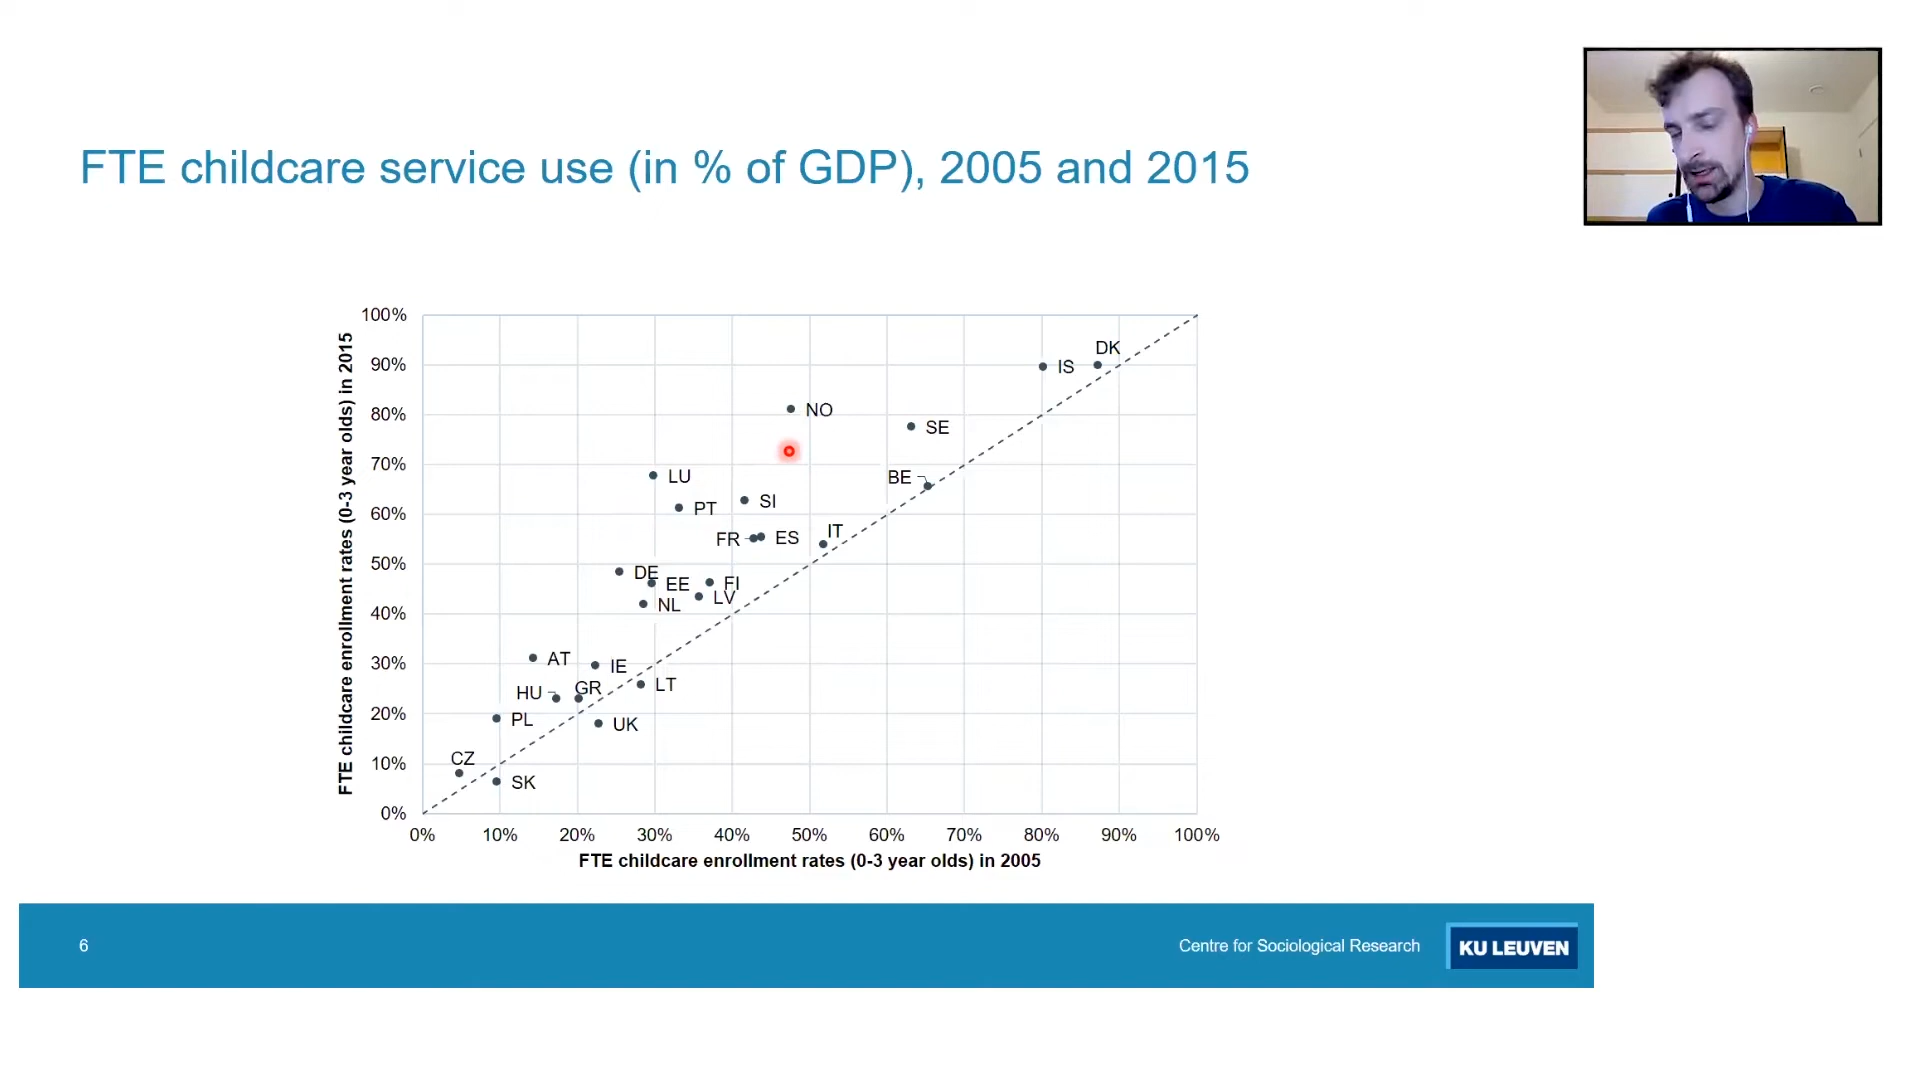 FTE childcare service use (in % of GDP), 2005 and 2015
FTE childcare enrollment rates (0-3 year olds) in 2015
100%
90%
80%
70%
60%
50%
40%
30%
20%
10%
0%
DK
IS
NO
SE
LU
BE
SI
PT
IT
FR
ES
DE
EE
FI
LV
NL
AT
IE
LT
HU
GR
PL
UK
CZ
SK
0% 10% 20% 30% 40% 50% 60% 70% 80% 90% 100%
FTE childcare enrollment rates (0-3 year olds) in 2005
6
Centre for Sociological Research
KU LEUVEN